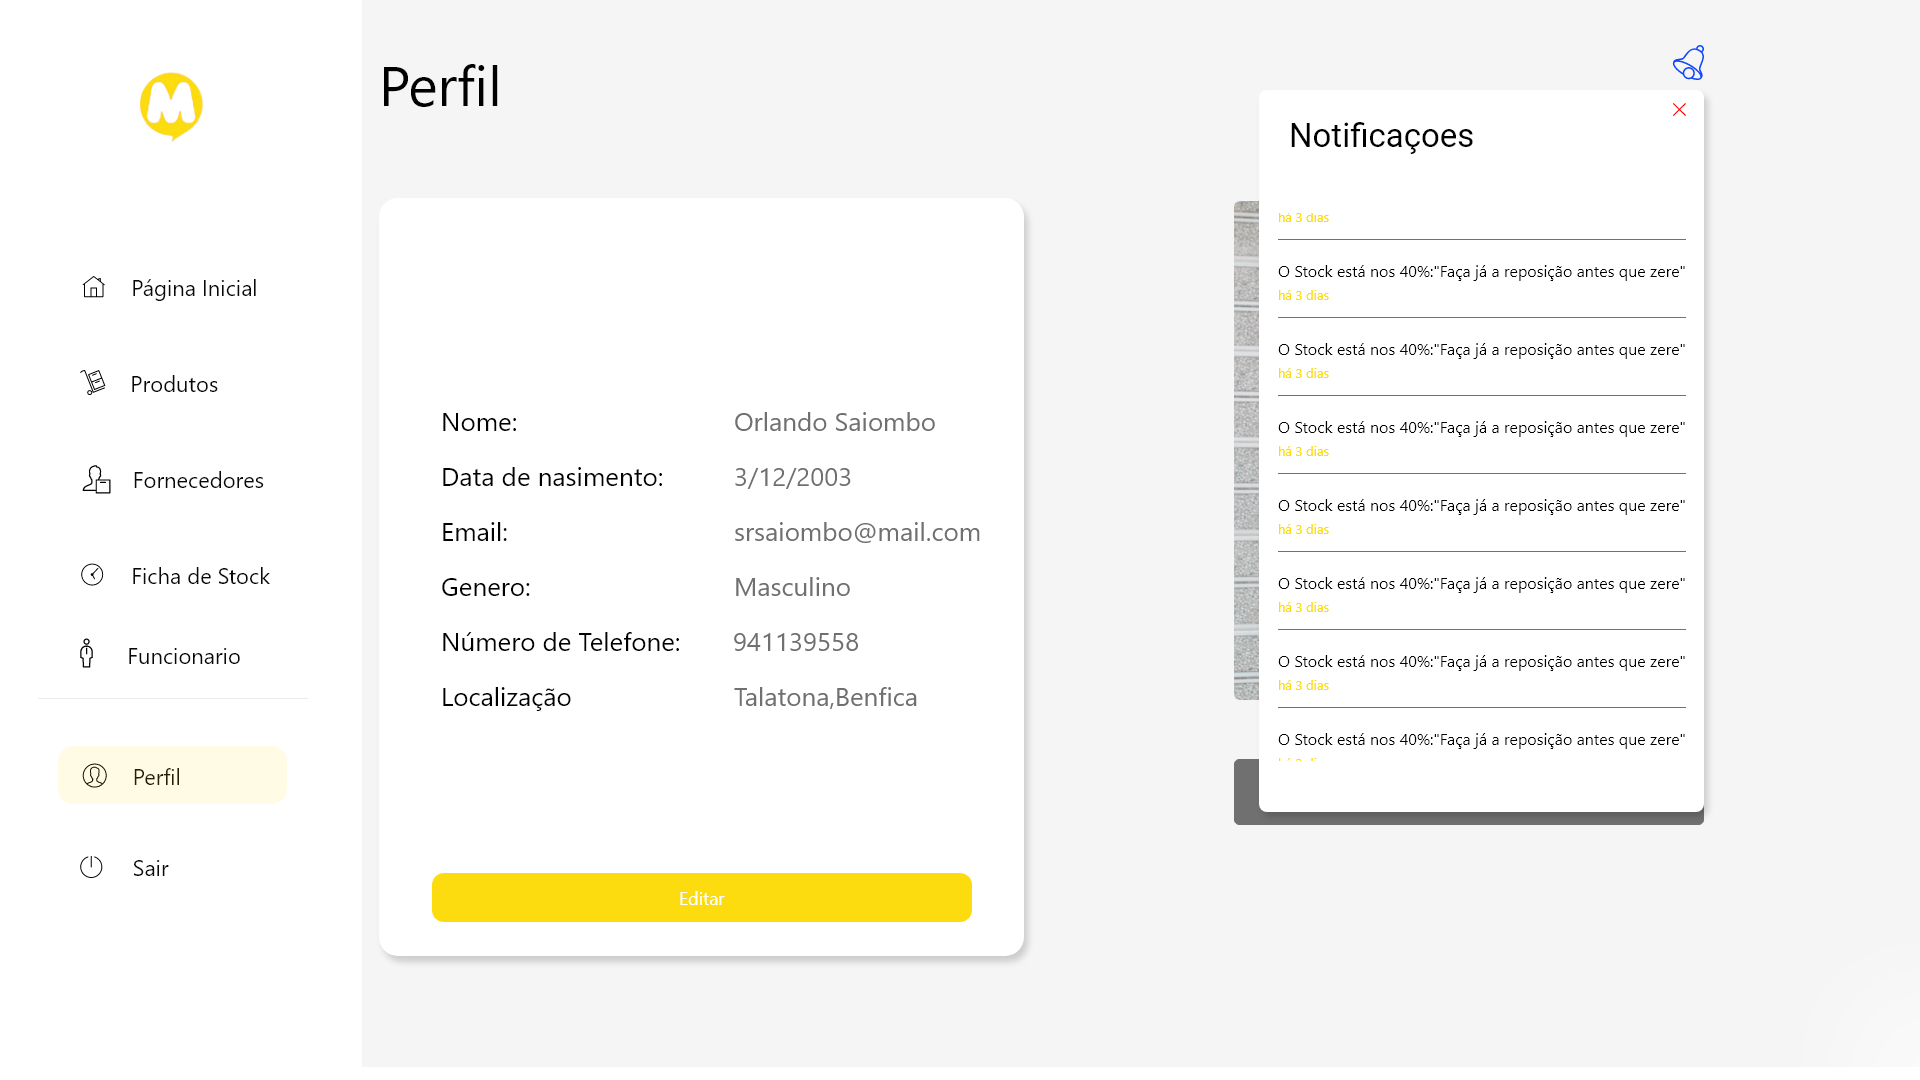 M
Página Inicial
Produtos
Fornecedores
Ficha de Stock
Funcionario
Perfil
Sair
Perfil
Nome: Orlando Saiombo
Data de nasimento: 3/12/2003
Email: srsaiombo@mail.com
Genero: Masculino
Número de Telefone: 941139558
Localização Talatona,Benfica
Editar
Notificaçoes
há 3 dias
O Stock está nos 40%:"Faça já a reposição antes que zere"
há 3 dias
O Stock está nos 40%:"Faça já a reposição antes que zere"
há 3 dias
O Stock está nos 40%:"Faça já a reposição antes que zere"
há 3 dias
O Stock está nos 40%:"Faça já a reposição antes que zere"
há 3 dias
O Stock está nos 40%:"Faça já a reposição antes que zere"
há 3 dias
O Stock está nos 40%:"Faça já a reposição antes que zere"
há 3 dias
O Stock está nos 40%:"Faça já a reposição antes que zere"